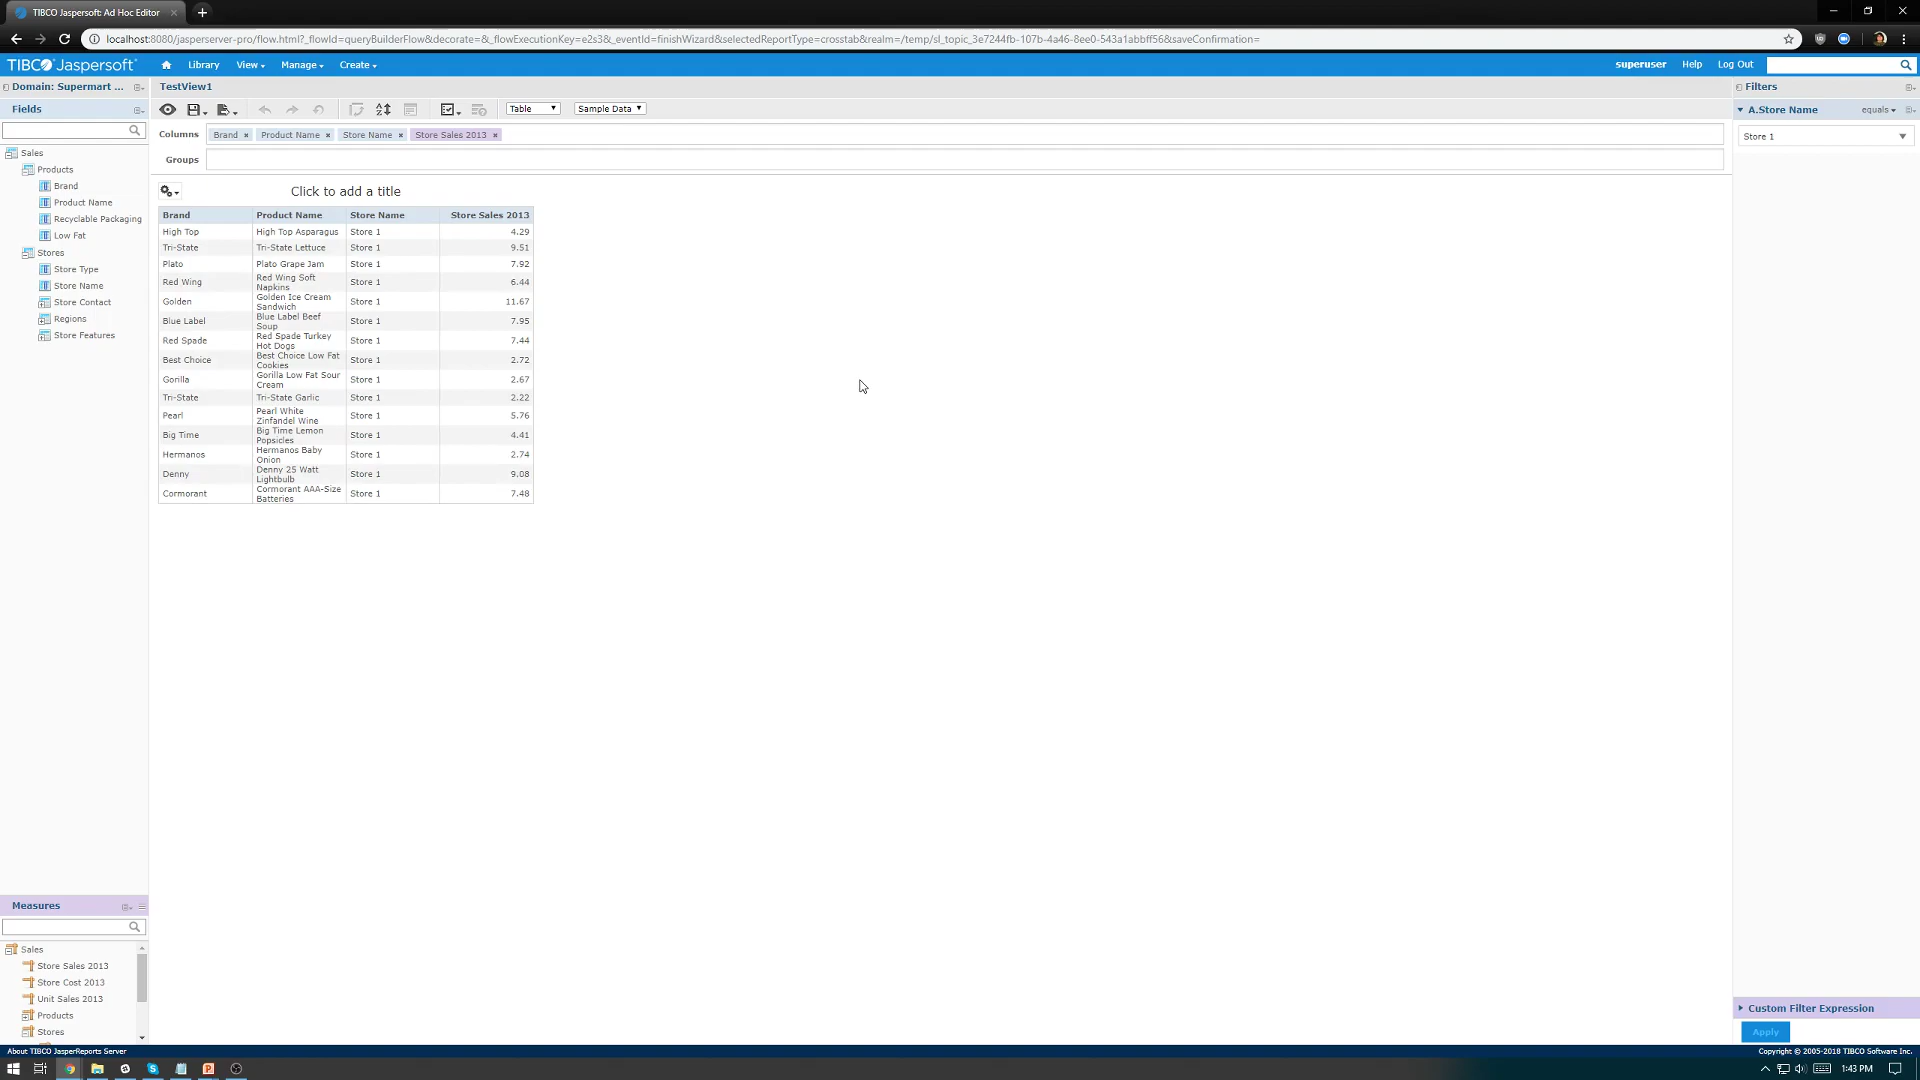 TIBCO Jaspersoft: Ad Hoc Editor
localhost:8080/jasperserver-pro/flow.html?_flowId=queryBuilderFlow&decorate=&_flowExecutionKey=e2s3&_eventId=finishWizard&selectedReportType=crosstab&realm=/temp/sl_topic_3e7244fb-107b-4a46-8ee0-543a1abbff56&saveConfirmation=
TIBCO Jaspersoft Library View Manage Create superuser Help Log Out
Domain: Supermart ... TestView1 Filters
Fields Table Sample Data A.Store Name equals
Columns Brand × Product Name × Store Name × Store Sales 2013 × Store 1
Groups
Sales
Products
Brand
Product Name
Recyclable Packaging
Low Fat
Stores
Store Type
Store Name
Store Contact
Regions
Store Features
Click to add a title
Brand Product Name Store Name Store Sales 2013
High Top High Top Asparagus Store 1 4.29
Tri-State Tri-State Lettuce Store 1 9.51
Plato Plato Grape Jam Store 1 7.92
Red Wing Red Wing Soft Napkins Store 1 6.44
Golden Golden Ice Cream Sandwich Store 1 11.67
Blue Label Blue Label Beef Soup Store 1 7.95
Red Spade Red Spade Turkey Hot Dogs Store 1 7.44
Best Choice Best Choice Low Fat Cookies Store 1 2.72
Gorilla Gorilla Low Fat Sour Cream Store 1 2.67
Tri-State Tri-State Garlic Store 1 2.22
Pearl Pearl White Zinfandel Wine Store 1 5.76
Big Time Big Time Lemon Popsicles Store 1 4.41
Hermanos Hermanos Baby Onion Store 1 2.74
Denny Denny 25 Watt Lightbulb Store 1 9.08
Cormorant Cormorant AAA-Size Batteries Store 1 7.48
Measures
Sales
Store Sales 2013
Store Cost 2013
Unit Sales 2013
Products
Stores
Custom Filter Expression
Apply
About TIBCO JasperReports Server Copyright © 2005-2018 TIBCO Software Inc.
1:43 PM